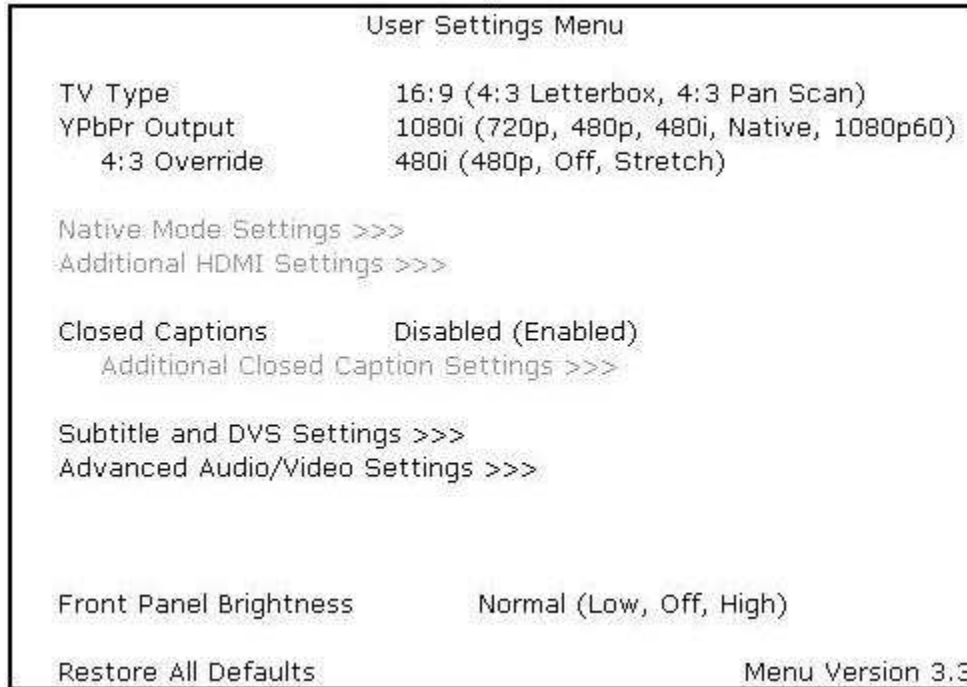 User Settings Menu
TV Type 16:9 (4:3 Letterbox, 4:3 Pan Scan)
YPbPr Output 1080i (720p, 480p, 480i, Native, 1080p60)
4:3 Override 480i (480p, Off, Stretch)
Native Mode Settings >>>
Additional HDMI Settings >>>
Closed Captions Disabled (Enabled)
Additional Closed Caption Settings >>>
Subtitle and DVS Settings >>>
Advanced Audio/Video Settings >>>
Front Panel Brightness Normal (Low, Off, High)
Restore All Defaults Menu Version 3.3